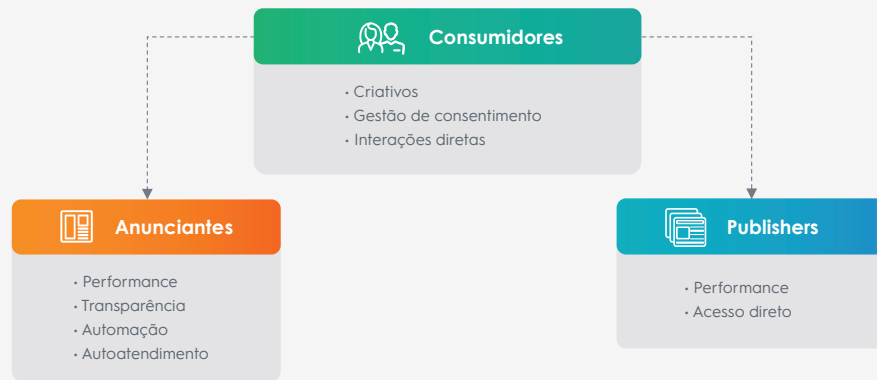 Consumidores
· Criativos
· Gestão de consentimento
· Interações diretas
Anunciantes
· Performance
· Transparência
· Automação
· Autoatendimento
Publishers
· Performance
· Acesso direto